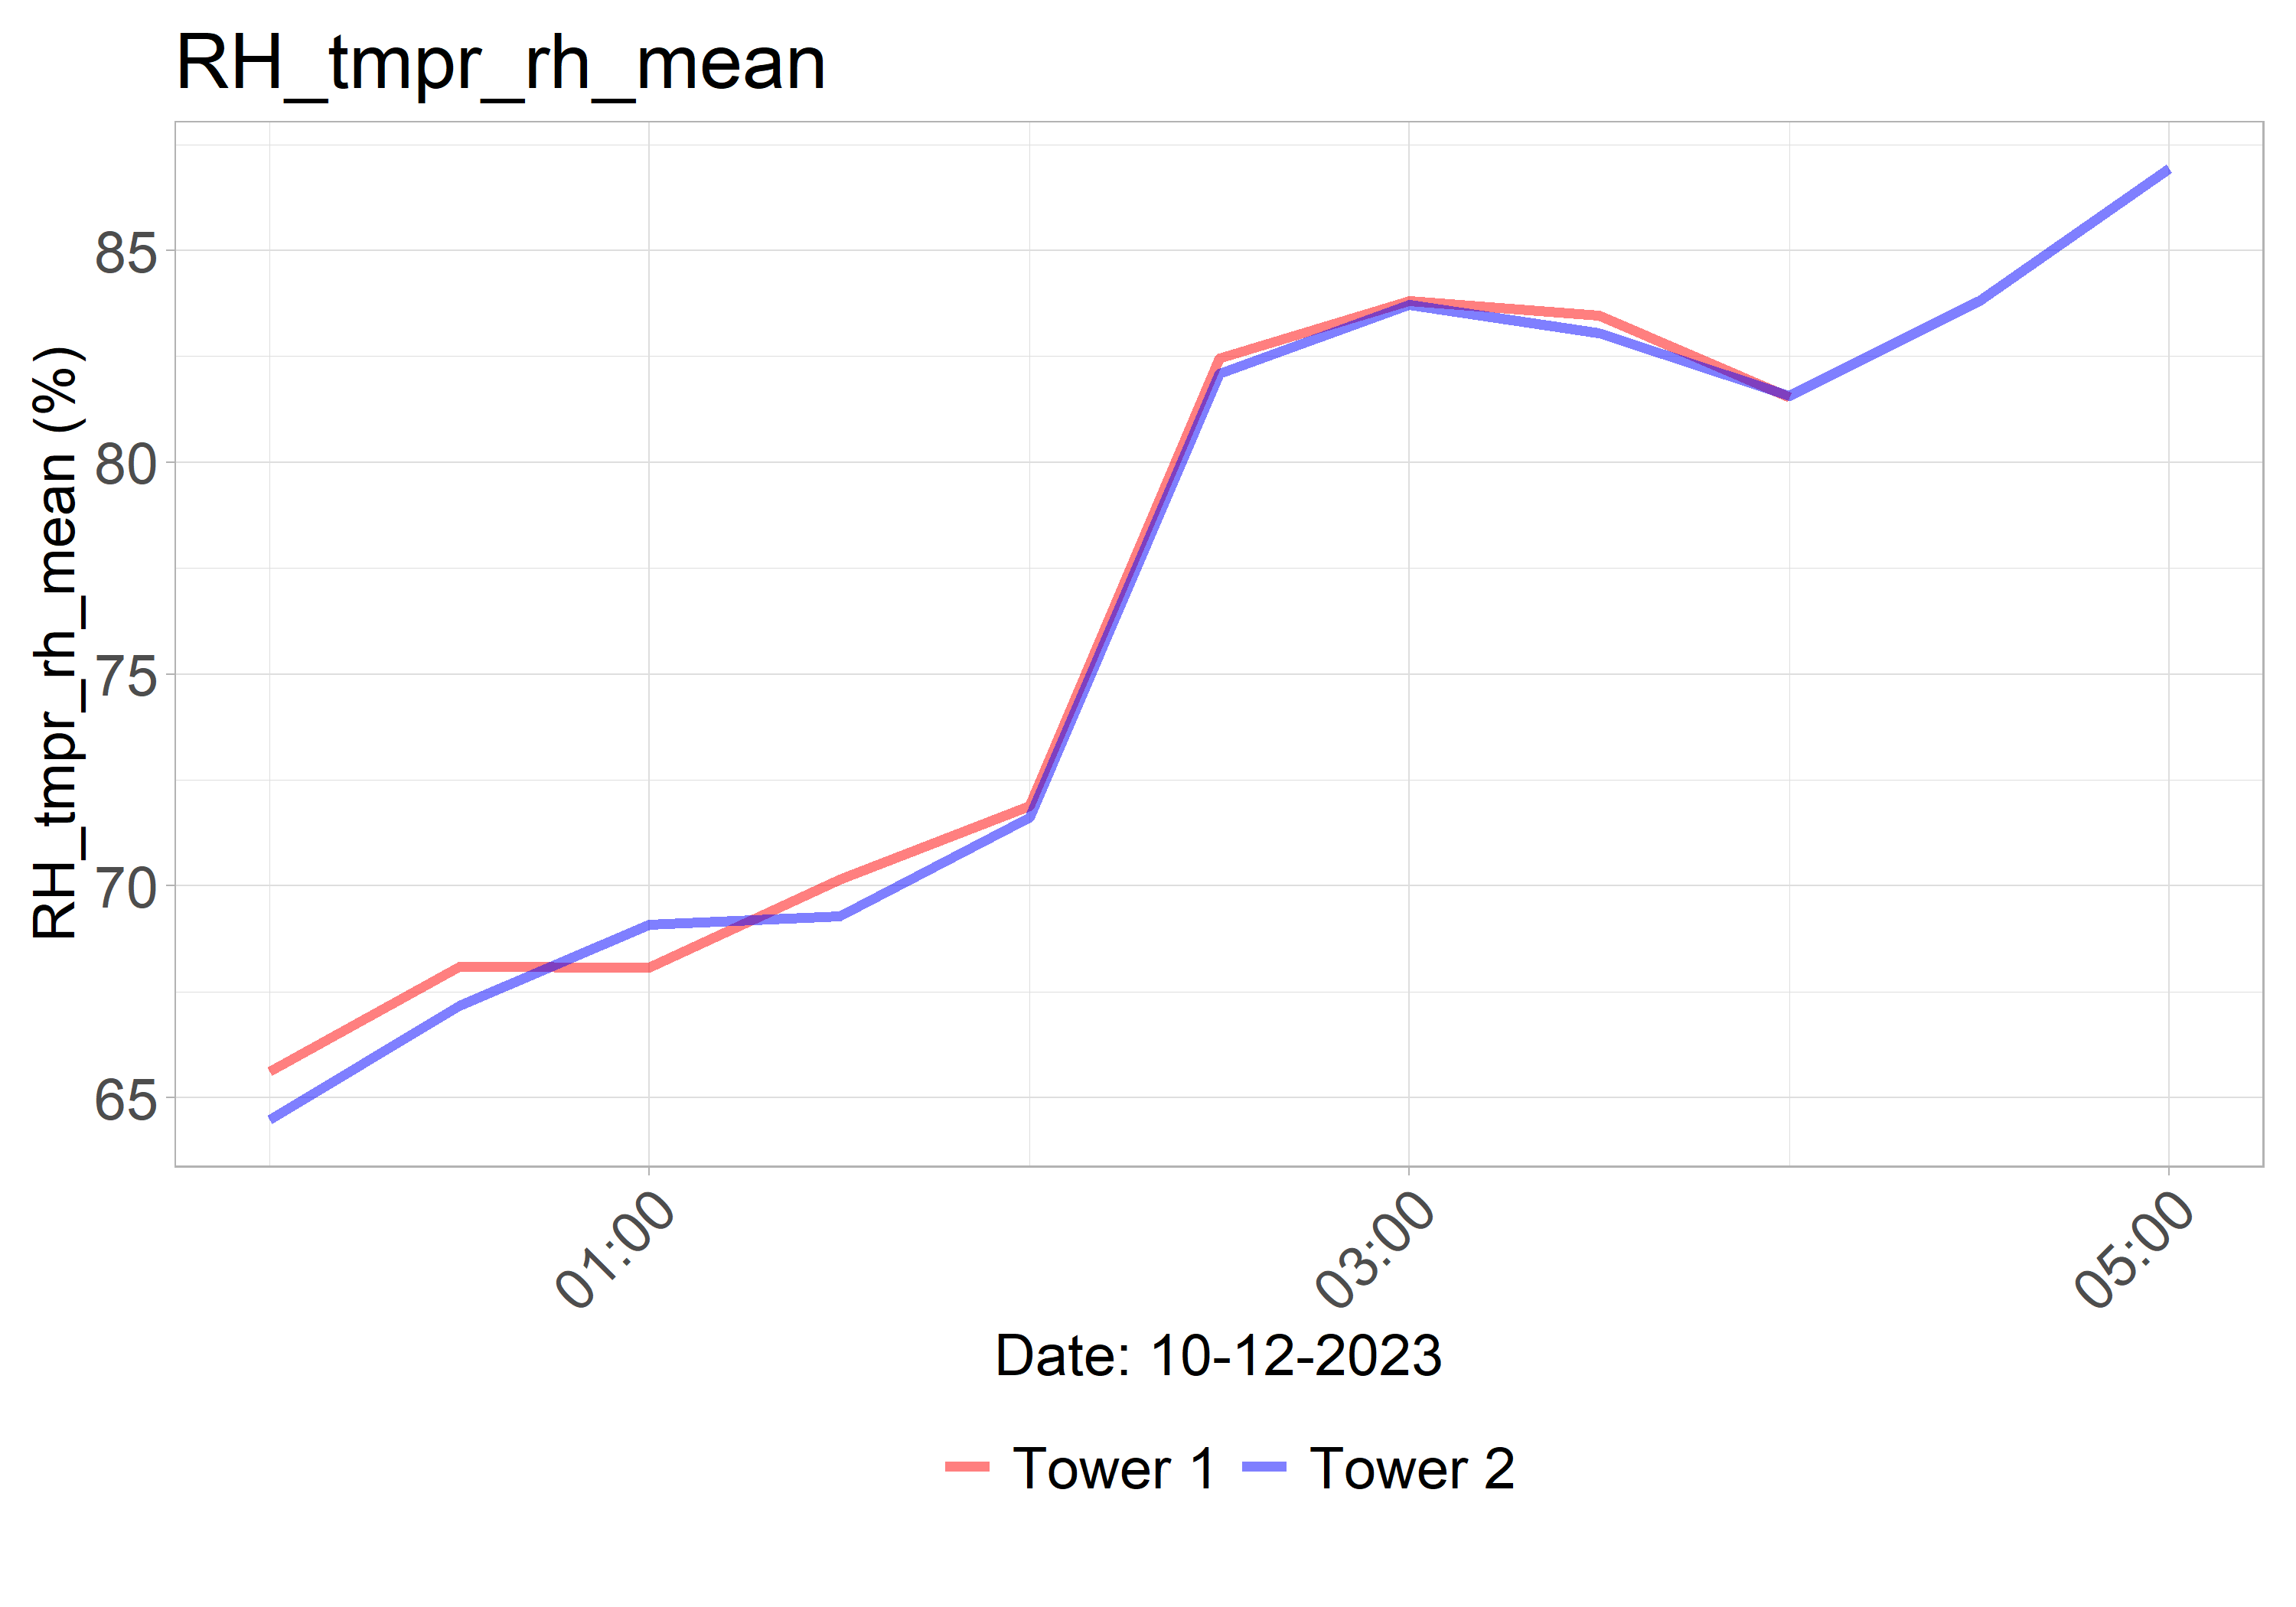 RH_tmpr_rh_mean
RH_tmpr_rh_mean (%)
85
80
75
70
65
01:00
03:00
05:00
Date: 10-12-2023
Tower 1
Tower 2